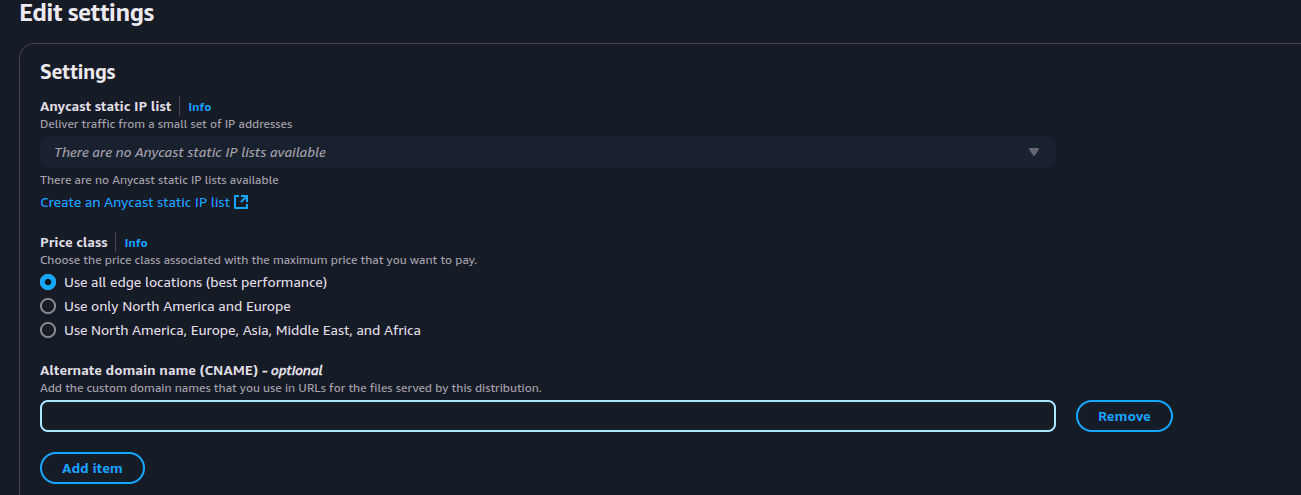 Edit settings
Settings
Anycast static IP list Info
Deliver traffic from a small set of IP addresses
There are no Anycast static IP lists available
There are no Anycast static IP lists available
Create an Anycast static IP list
Price class Info
Choose the price class associated with the maximum price that you want to pay.
Use all edge locations (best performance)
Use only North America and Europe
Use North America, Europe, Asia, Middle East, and Africa
Alternate domain name (CNAME) - optional
Add the custom domain names that you use in URLs for the files served by this distribution.
Remove
Add item